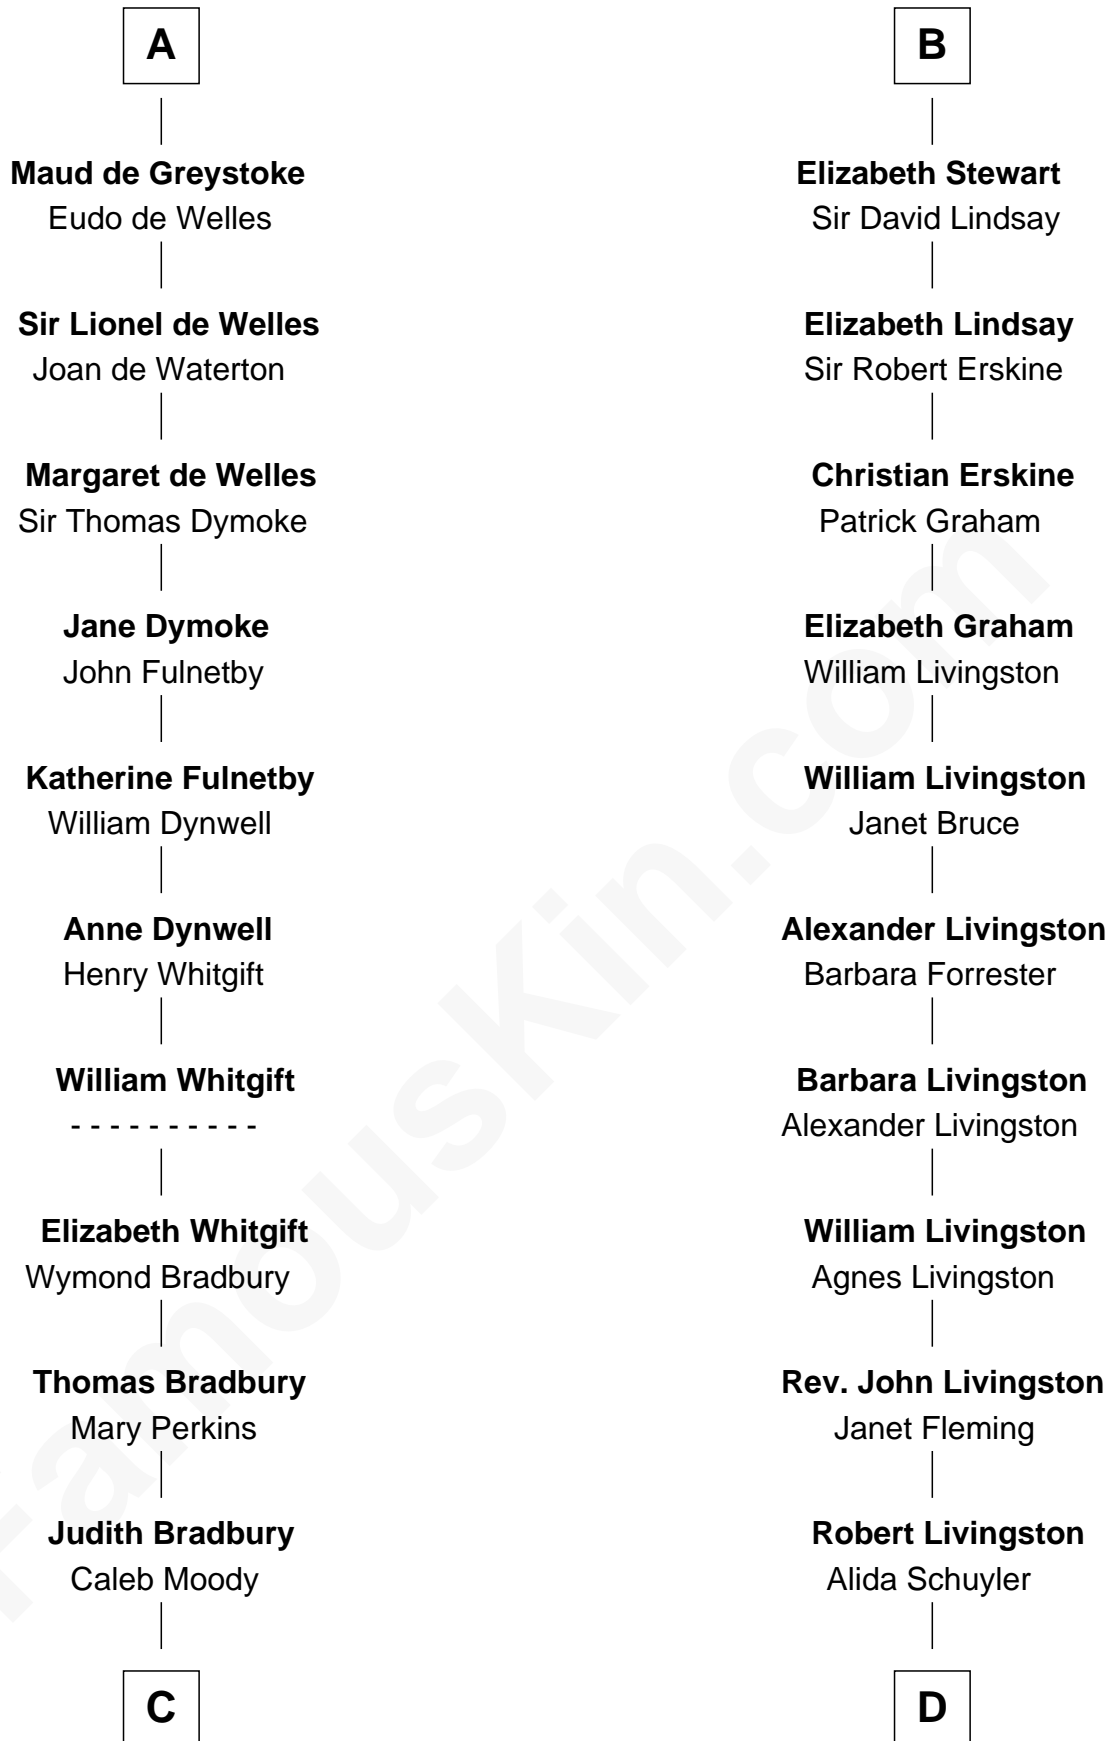 A
Maud de Greystoke
Eudo de Welles
Sir Lionel de Welles
Joan de Waterton
Margaret de Welles
Sir Thomas Dymoke
Jane Dymoke
John Fulnetby
Katherine Fulnetby
William Dynwell
Anne Dynwell
Henry Whitgift
William Whitgift
- - - - - - - - - -
Elizabeth Whitgift
Wymond Bradbury
Thomas Bradbury
Mary Perkins
Judith Bradbury
Caleb Moody
C
B
Elizabeth Stewart
Sir David Lindsay
Elizabeth Lindsay
Sir Robert Erskine
Christian Erskine
Patrick Graham
Elizabeth Graham
William Livingston
William Livingston
Janet Bruce
Alexander Livingston
Barbara Forrester
Barbara Livingston
Alexander Livingston
William Livingston
Agnes Livingston
Rev. John Livingston
Janet Fleming
Robert Livingston
Alida Schuyler
D
FamousKin.com